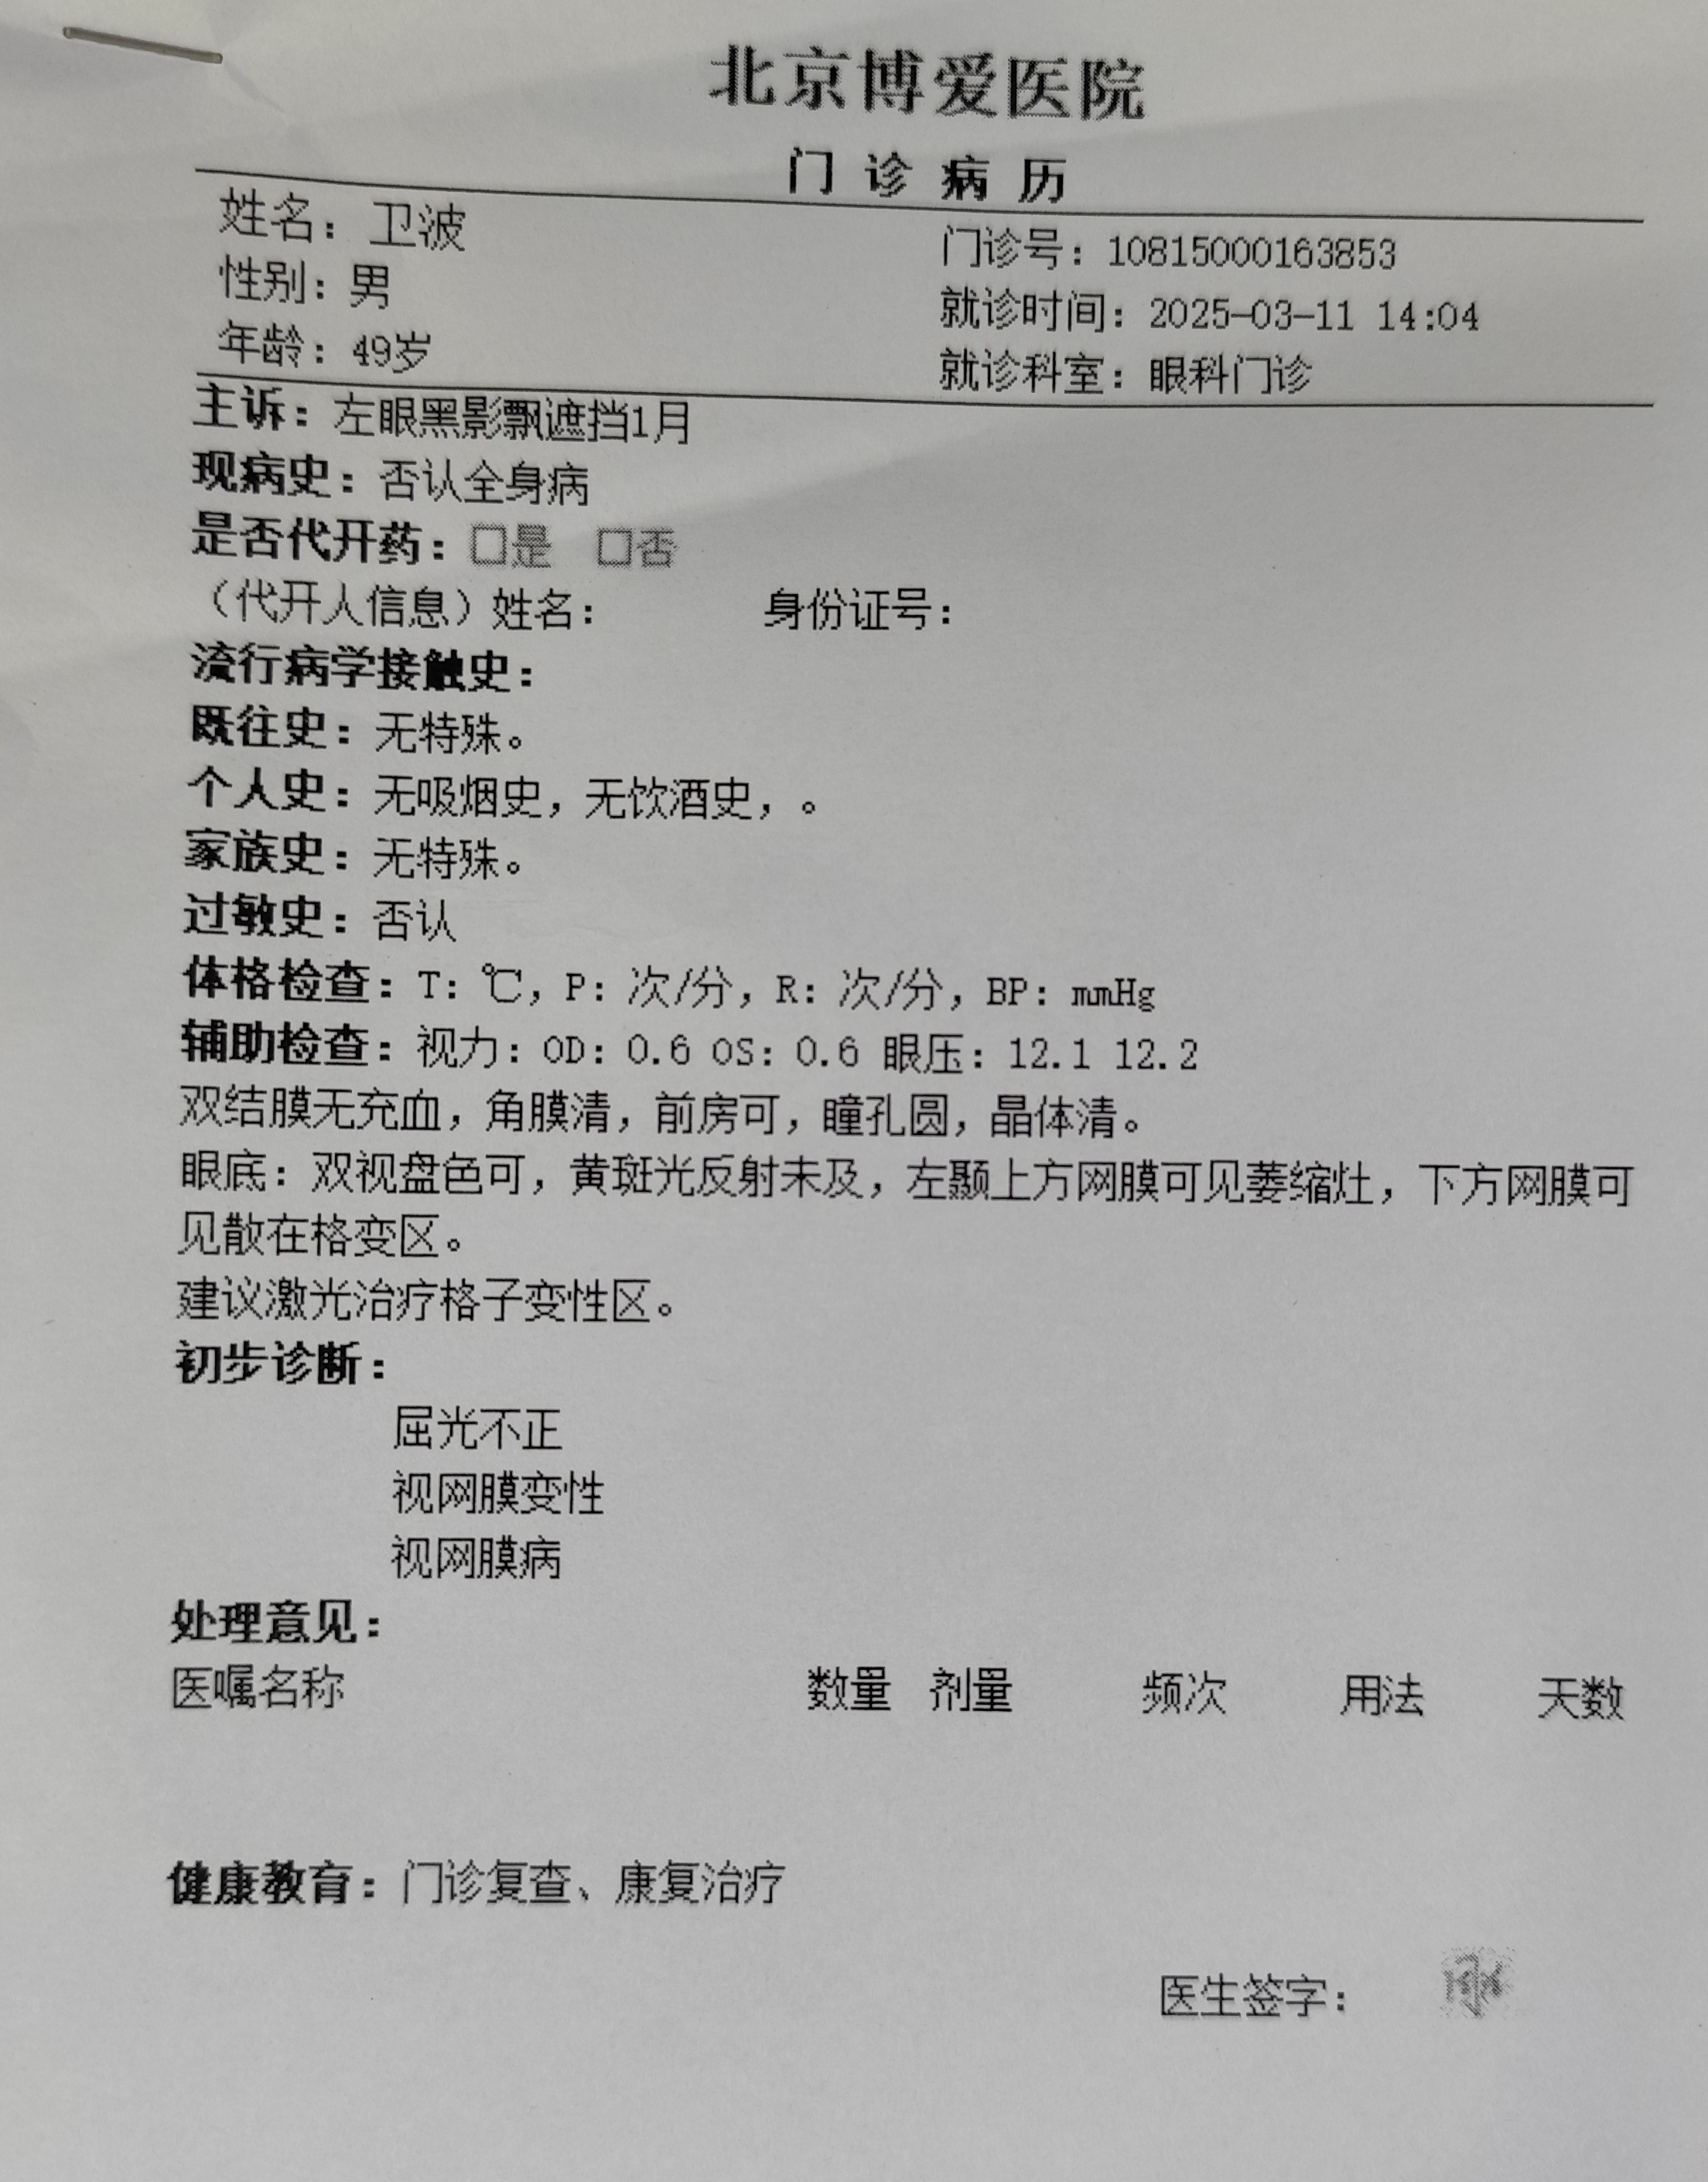 北京博爱医院
门诊病历
姓名：卫波
门诊号：10815000163853
性别：男
就诊时间：2025-03-11 14:04
年龄：49岁
就诊科室：眼科门诊
主诉：左眼黑影飘遮挡1月
现病史：否认全身病
是否代开药：□是 □否
（代开人信息）姓名： 身份证号：
流行病学接触史：
既往史：无特殊。
个人史：无吸烟史，无饮酒史，。
家族史：无特殊。
过敏史：否认
体格检查：T：℃，P：次/分，R：次/分，BP：mmHg
辅助检查：视力：OD：0.6 OS：0.6 眼压：12.1 12.2
双结膜无充血，角膜清，前房可，瞳孔圆，晶体清。
眼底：双视盘色可，黄斑光反射未及，左颞上方网膜可见萎缩灶，下方网膜可
见散在格变区。
建议激光治疗格子变性区。
初步诊断：
屈光不正
视网膜变性
视网膜病
处理意见：
医嘱名称 数量 剂量 频次 用法 天数
健康教育：门诊复查、康复治疗
医生签字：